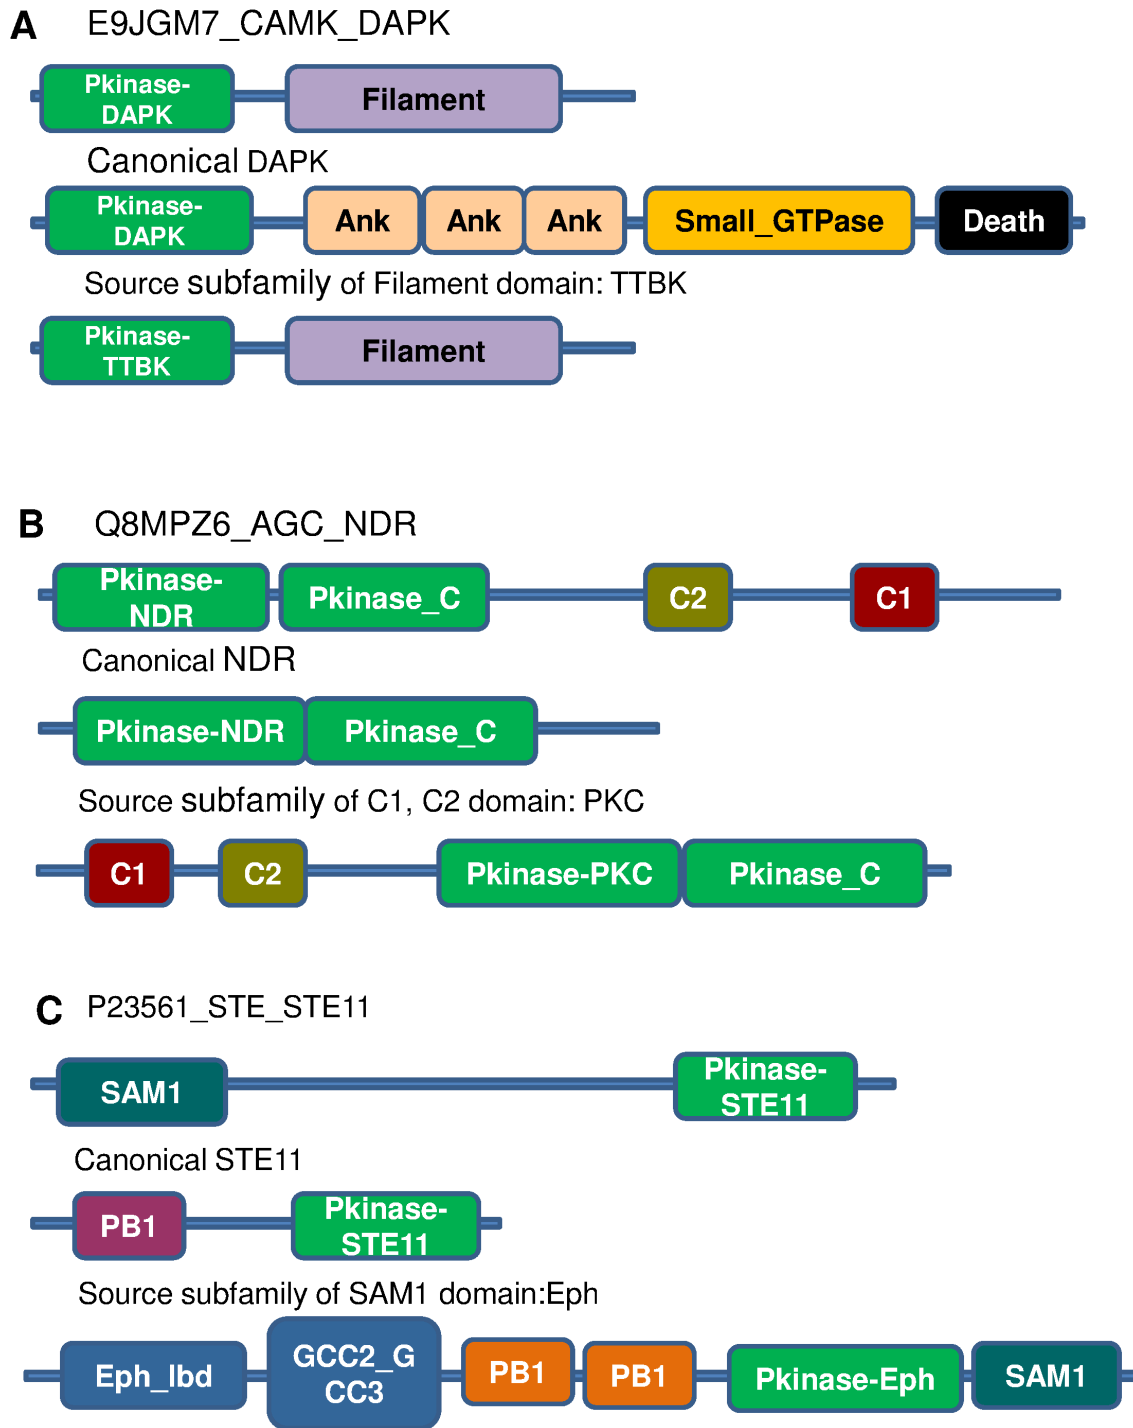 A E9JGM7_CAMK_DAPK
Pkinase-
DAPK
Filament
Canonical DAPK
Pkinase-
DAPK
Ank Ank Ank Small_GTPase Death
Source subfamily of Filament domain: TTBK
Pkinase-
TTBK
Filament
B Q8MPZ6_AGC_NDR
Pkinase-
NDR
Pkinase_C C2 C1
Canonical NDR
Pkinase-NDR Pkinase_C
Source subfamily of C1, C2 domain: PKC
C1 C2 Pkinase-PKC Pkinase_C
C P23561_STE_STE11
SAM1
Pkinase-
STE11
Canonical STE11
PB1
Pkinase-
STE11
Source subfamily of SAM1 domain:Eph
Eph_lbd
GCC2_G
CC3
PB1 PB1 Pkinase-Eph SAM1